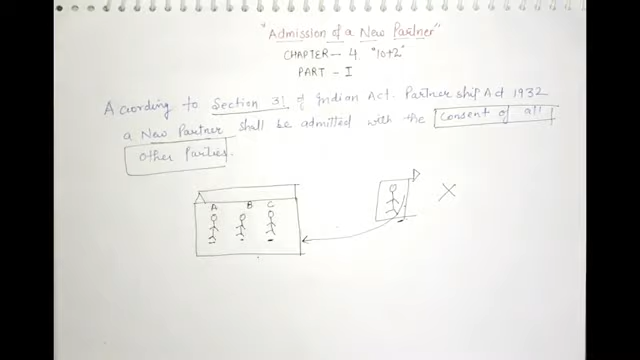 "Admission of a New Partner"
CHAPTER - 4 "10+2"
PART - I
Acording to Section 31 of Indian Act. Partnership Act 1932
a New Partner shall be admitted with the Consent of all
Other Parties.
A B C